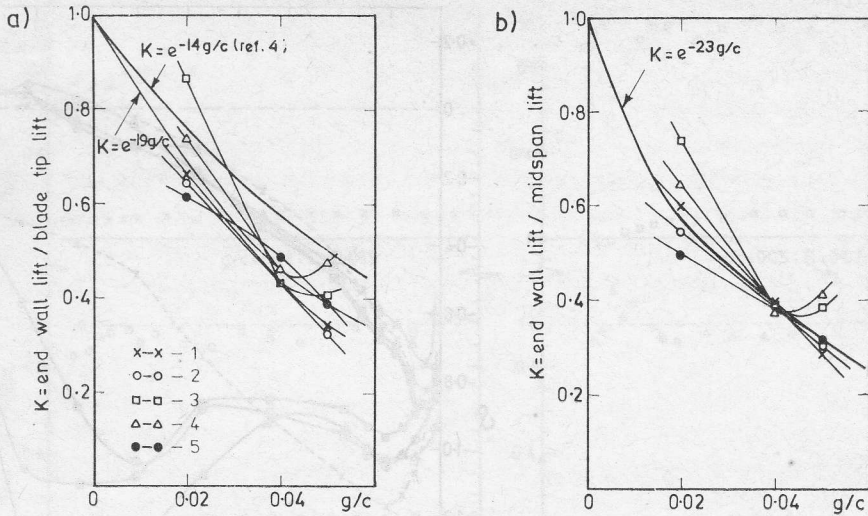 a)
K=end wall lift / blade tip lift
1·0
0·8
0·6
0·4
0·2
K=e^-14g/c (ref. 4)
K=e^-19g/c
x-x - 1
o-o - 2
□-□ - 3
△-△ - 4
●-● - 5
0
0·02
0·04
g/c
b)
K=end wall lift / midspan lift
1·0
0·8
0·6
0·4
0·2
K=e^-23g/c
0
0·02
0·04
g/c